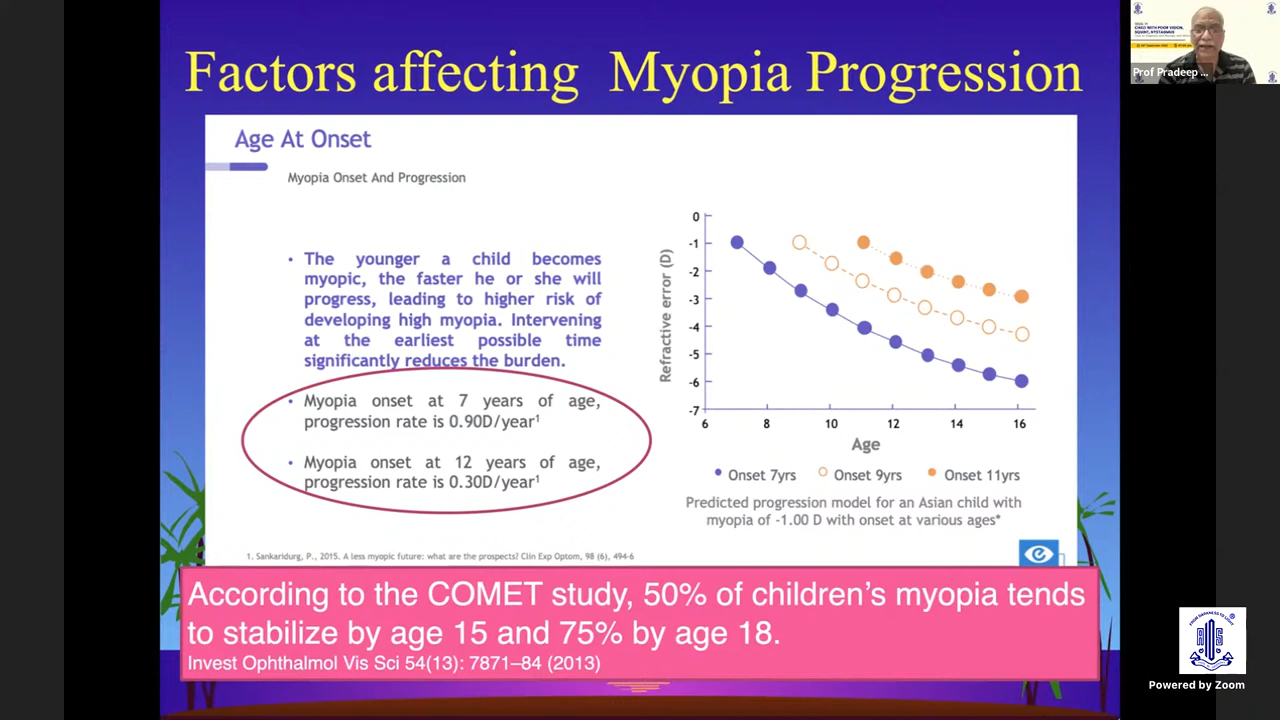 Factors affecting Myopia Progression
Age At Onset
Myopia Onset And Progression
• The younger a child becomes
myopic, the faster he or she will
progress, leading to higher risk of
developing high myopia. Intervening
at the earliest possible time
significantly reduces the burden.
• Myopia onset at 7 years of age,
progression rate is 0.90D/year¹
• Myopia onset at 12 years of age,
progression rate is 0.30D/year¹
Refractive error (D)
0
-1
-2
-3
-4
-5
-6
-7
6 8 10 12 14 16
Age
Onset 7yrs Onset 9yrs Onset 11yrs
Predicted progression model for an Asian child with
myopia of -1.00 D with onset at various ages*
1. Sankaridurg, P., 2015. A less myopic future: what are the prospects? Clin Exp Optom, 98 (6), 494-6
According to the COMET study, 50% of children’s myopia tends
to stabilize by age 15 and 75% by age 18.
Invest Ophthalmol Vis Sci 54(13): 7871–84 (2013)
CHILD WITH POOR VISION,
SQUINT, NYSTAGMUS
Prof Pradeep ...
Powered by Zoom